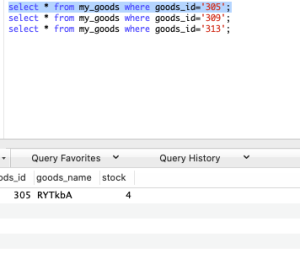 select * from my_goods where goods_id='305';
select * from my_goods where goods_id='309';
select * from my_goods where goods_id='313';
Query Favorites Query History
ods_id goods_name stock
305 RYTkbA 4